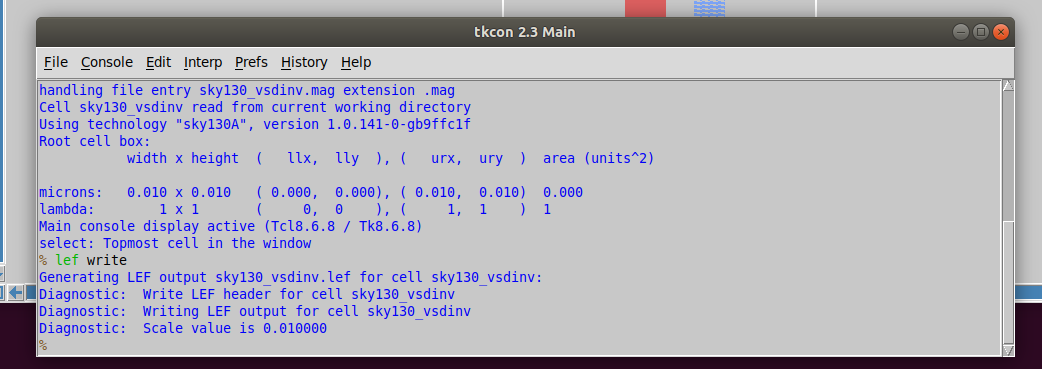 tkcon 2.3 Main
File Console Edit Interp Prefs History Help
handling file entry sky130_vsdinv.mag extension .mag
Cell sky130_vsdinv read from current working directory
Using technology "sky130A", version 1.0.141-0-gb9ffc1f
Root cell box:
width x height ( llx, lly ), ( urx, ury ) area (units^2)
microns: 0.010 x 0.010 ( 0.000, 0.000), ( 0.010, 0.010) 0.000
lambda: 1 x 1 ( 0, 0 ), ( 1, 1 ) 1
Main console display active (Tcl8.6.8 / Tk8.6.8)
select: Topmost cell in the window
% lef write
Generating LEF output sky130_vsdinv.lef for cell sky130_vsdinv:
Diagnostic: Write LEF header for cell sky130_vsdinv
Diagnostic: Writing LEF output for cell sky130_vsdinv
Diagnostic: Scale value is 0.010000
%